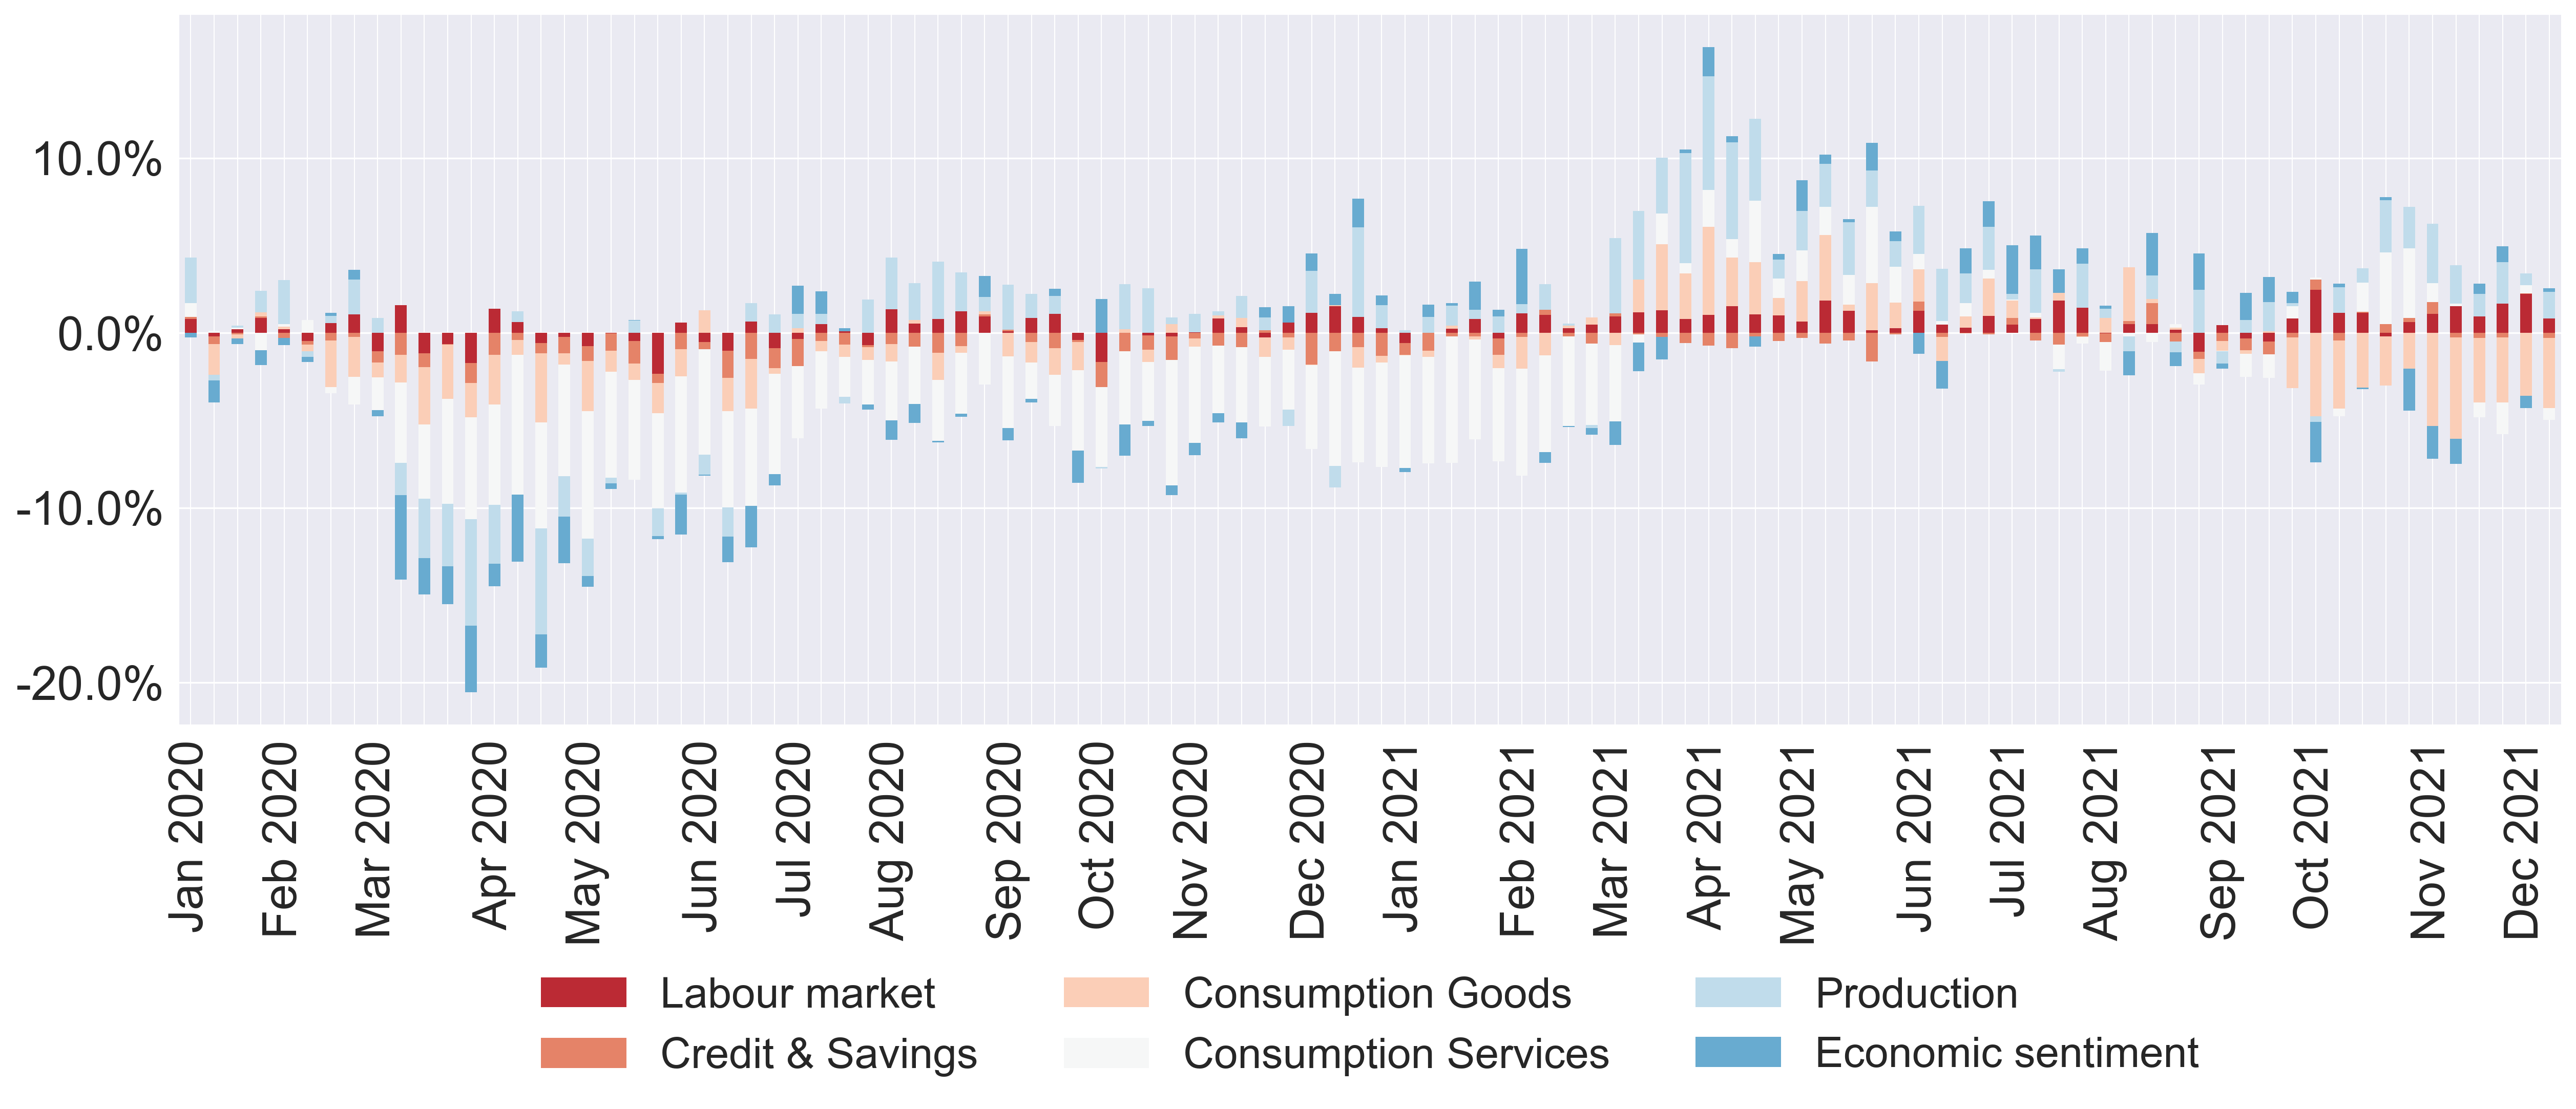 10.0%
0.0%
-10.0%
-20.0%
Jan 2020
Feb 2020
Mar 2020
Apr 2020
May 2020
Jun 2020
Jul 2020
Aug 2020
Sep 2020
Oct 2020
Nov 2020
Dec 2020
Jan 2021
Feb 2021
Mar 2021
Apr 2021
May 2021
Jun 2021
Jul 2021
Aug 2021
Sep 2021
Oct 2021
Nov 2021
Dec 2021
Labour market
Credit & Savings
Consumption Goods
Consumption Services
Production
Economic sentiment